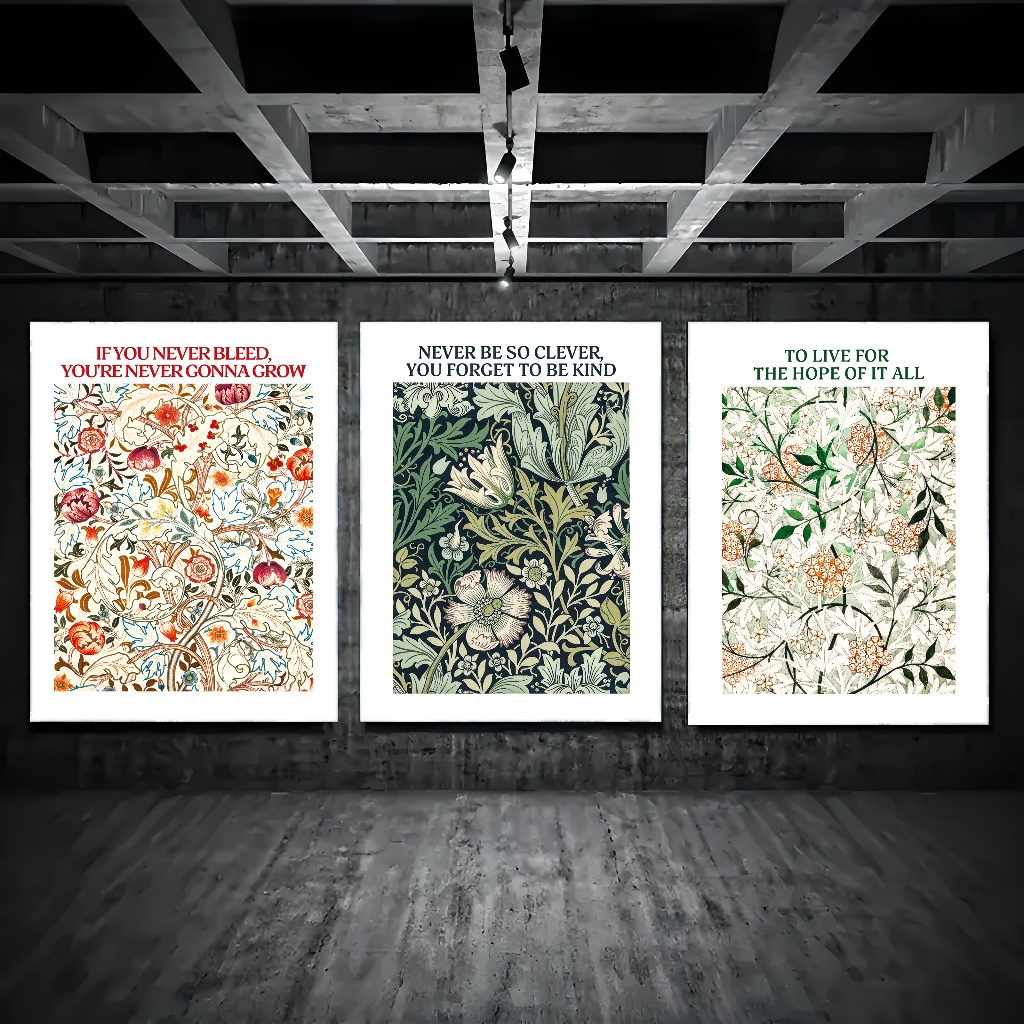 IF YOU NEVER BLEED,
YOU'RE NEVER GONNA GROW
NEVER BE SO CLEVER,
YOU FORGET TO BE KIND
TO LIVE FOR
THE HOPE OF IT ALL